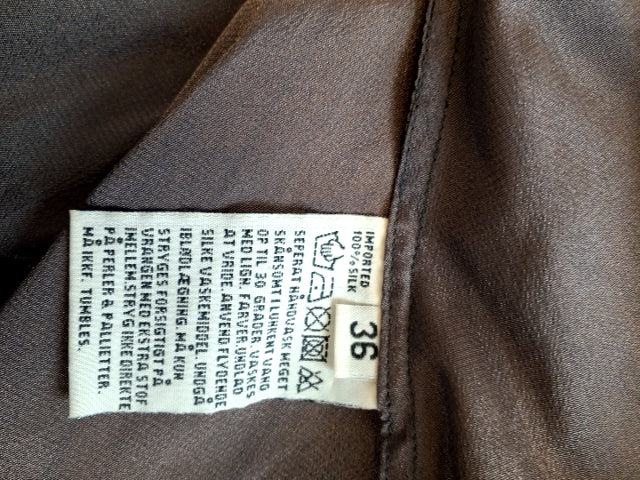 IMPORTED
100% SILK
36
SEPERAT HÅNDVASK MEGET
SKÅNSOMT I LUNKENT VAND
OP TIL 30 GRADER. VASKES
MED LIGN. FARVER. UNDLAD
AT VRIDE. ANVEND FLYDENDE
SILKE VASKEMIDDEL. UNDGÅ
IBLØDLÆGNING. MÅ KUN
STRYGES FORSIGTIGT PÅ
VRANGEN MED EKSTRA STOF
IMELLEM. STRYG IKKE DIREKTE
PÅ PERLER & PALLIETTER.
MÅ IKKE TUMBLES.